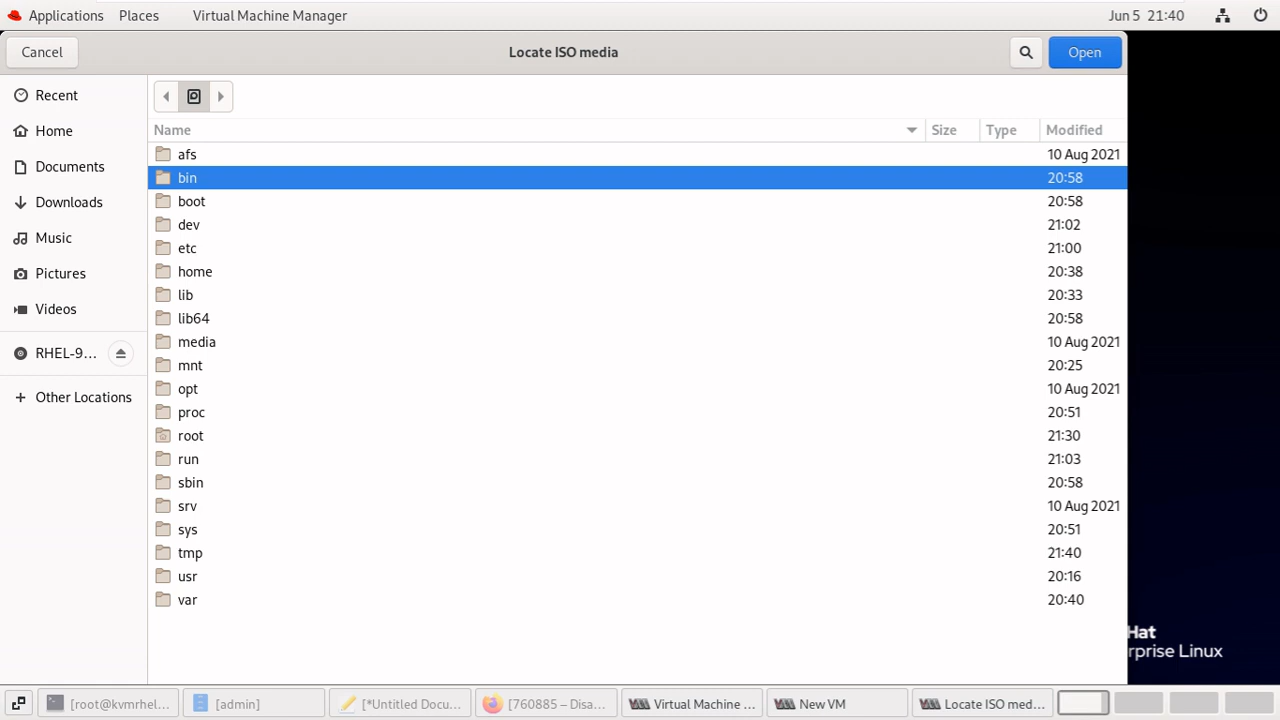 Applications Places Virtual Machine Manager Jun 5 21:40
Cancel Locate ISO media Open
Recent
Home
Documents
Downloads
Music
Pictures
Videos
RHEL-9...
Other Locations
Name Size Type Modified
afs 10 Aug 2021
bin 20:58
boot 20:58
dev 21:02
etc 21:00
home 20:38
lib 20:33
lib64 20:58
media 10 Aug 2021
mnt 20:25
opt 10 Aug 2021
proc 20:51
root 21:30
run 21:03
sbin 20:58
srv 10 Aug 2021
sys 20:51
tmp 21:40
usr 20:16
var 20:40
Hat
rprise Linux
[root@kvmrhel... [admin] [*Untitled Docu... [760885 – Disa... Virtual Machine ... New VM Locate ISO med...